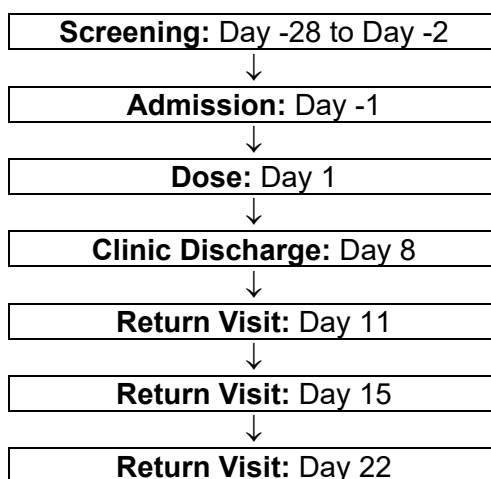 Screening: Day -28 to Day -2
↓
Admission: Day -1
↓
Dose: Day 1
↓
Clinic Discharge: Day 8
↓
Return Visit: Day 11
↓
Return Visit: Day 15
↓
Return Visit: Day 22